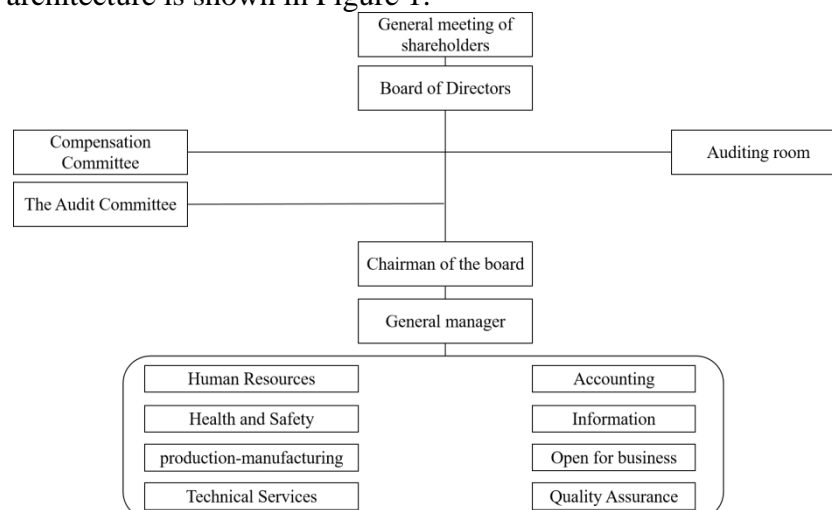 architecture is shown in Figure 1.
General meeting of
shareholders
Board of Directors
Compensation
Committee
Auditing room
The Audit Committee
Chairman of the board
General manager
Human Resources
Accounting
Health and Safety
Information
production-manufacturing
Open for business
Technical Services
Quality Assurance